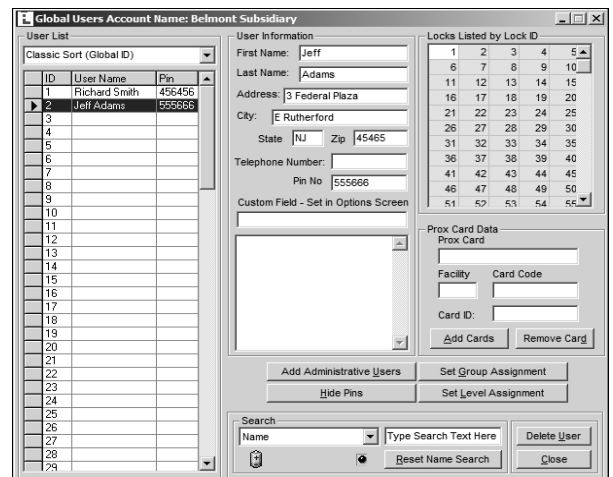 Global Users Account Name: Belmont Subsidiary
User List
Classic Sort (Global ID)
ID User Name Pin
1 Richard Smith 456456
2 Jeff Adams 555666
3
4
5
6
7
8
9
10
11
12
13
14
15
16
17
18
19
20
21
22
23
24
25
26
27
28
29
User Information
First Name: Jeff
Last Name: Adams
Address: 3 Federal Plaza
City: E Rutherford
State NJ Zip 45465
Telephone Number:
Pin No 555666
Custom Field - Set in Options Screen
Locks Listed by Lock ID
1 2 3 4 5
6 7 8 9 10
11 12 13 14 15
16 17 18 19 20
21 22 23 24 25
26 27 28 29 30
31 32 33 34 35
36 37 38 39 40
41 42 43 44 45
46 47 48 49 50
51 52 53 54 55
Prox Card Data
Prox Card
Facility Card Code
Card ID:
Add Cards Remove Card
Add Administrative Users Set Group Assignment
Hide Pins Set Level Assignment
Search
Name Type Search Text Here Delete User
Reset Name Search Close